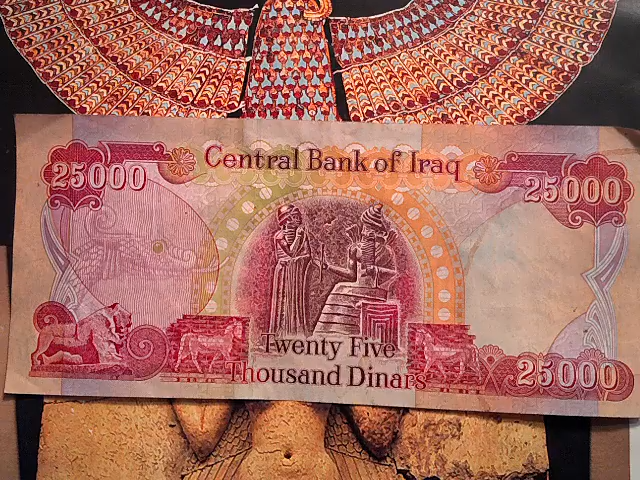 Central Bank of Iraq
25000
25000
Twenty Five
Thousand Dinars
25000